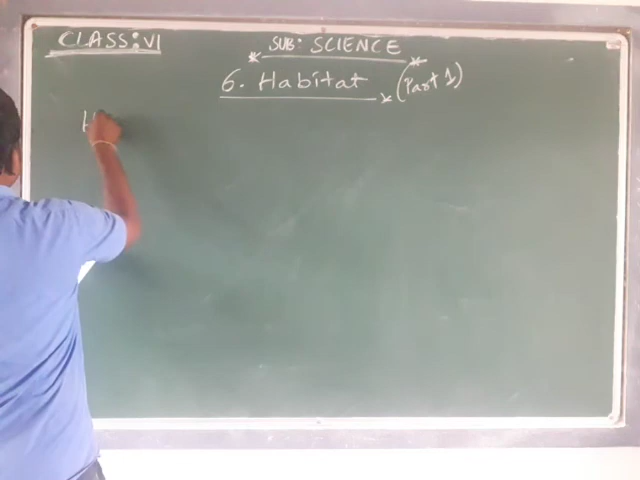 CLASS: VI
SUB: SCIENCE
6. Habitat (Part 1)
H